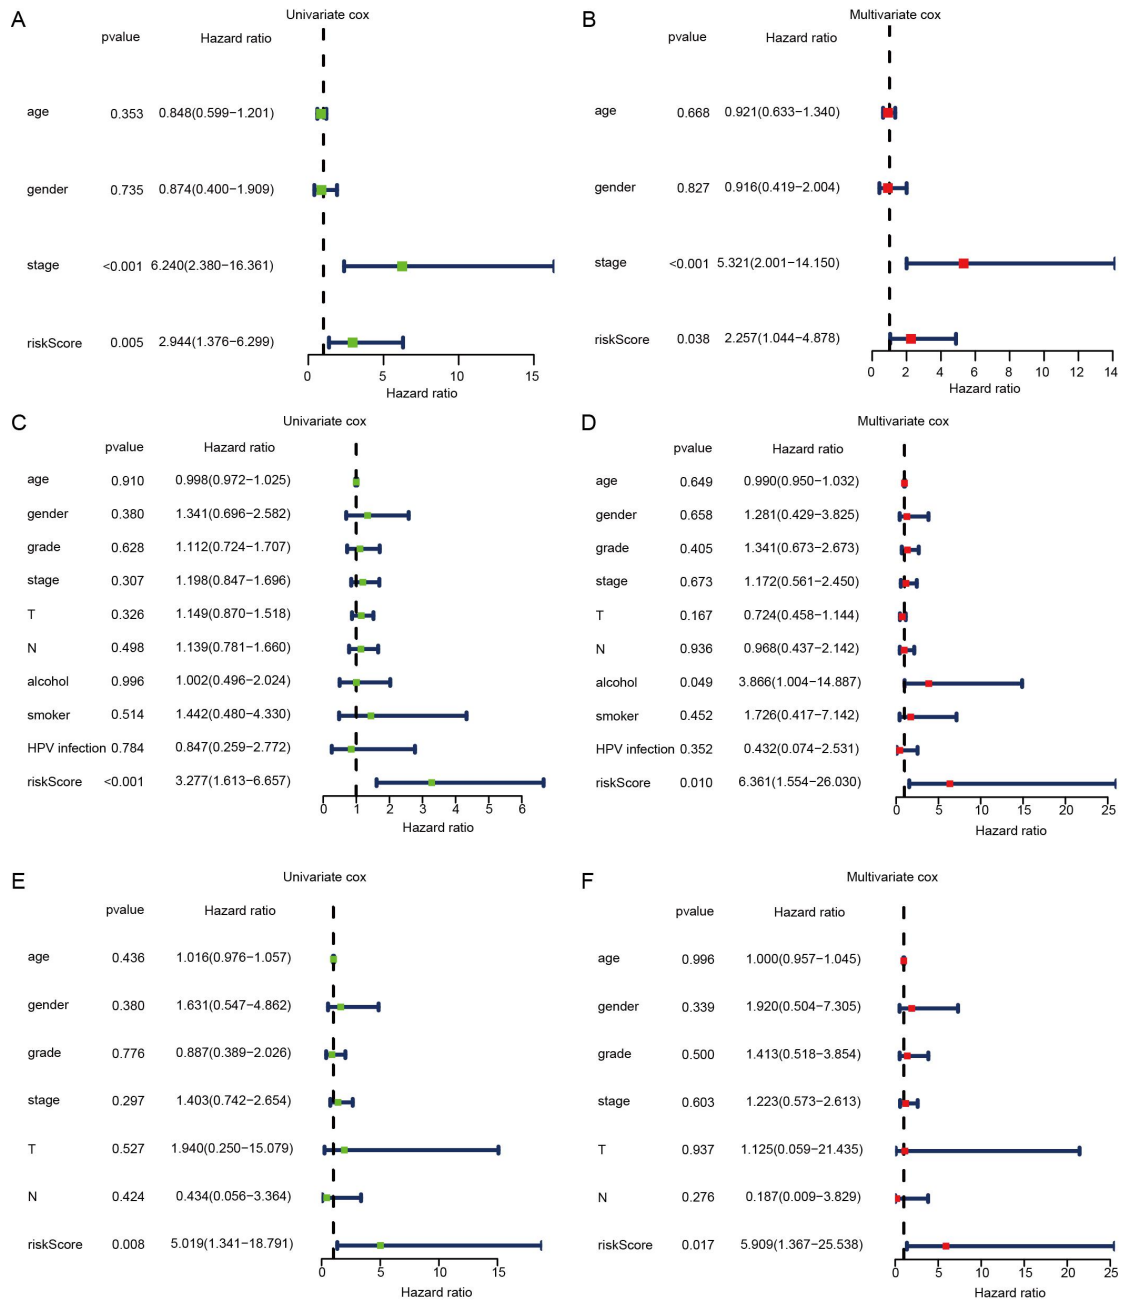 A
Univariate cox
pvalue Hazard ratio
age 0.353 0.848(0.599−1.201)
gender 0.735 0.874(0.400−1.909)
stage <0.001 6.240(2.380−16.361)
riskScore 0.005 2.944(1.376−6.299)
0 5 10 15
Hazard ratio
B
Multivariate cox
pvalue Hazard ratio
age 0.668 0.921(0.633−1.340)
gender 0.827 0.916(0.419−2.004)
stage <0.001 5.321(2.001−14.150)
riskScore 0.038 2.257(1.044−4.878)
0 2 4 6 8 10 12 14
Hazard ratio
C
Univariate cox
pvalue Hazard ratio
age 0.910 0.998(0.972−1.025)
gender 0.380 1.341(0.696−2.582)
grade 0.628 1.112(0.724−1.707)
stage 0.307 1.198(0.847−1.696)
T 0.326 1.149(0.870−1.518)
N 0.498 1.139(0.781−1.660)
alcohol 0.996 1.002(0.496−2.024)
smoker 0.514 1.442(0.480−4.330)
HPV infection 0.784 0.847(0.259−2.772)
riskScore <0.001 3.277(1.613−6.657)
0 1 2 3 4 5 6
Hazard ratio
D
Multivariate cox
pvalue Hazard ratio
age 0.649 0.990(0.950−1.032)
gender 0.658 1.281(0.429−3.825)
grade 0.405 1.341(0.673−2.673)
stage 0.673 1.172(0.561−2.450)
T 0.167 0.724(0.458−1.144)
N 0.936 0.968(0.437−2.142)
alcohol 0.049 3.866(1.004−14.887)
smoker 0.452 1.726(0.417−7.142)
HPV infection 0.352 0.432(0.074−2.531)
riskScore 0.010 6.361(1.554−26.030)
0 5 10 15 20 25
Hazard ratio
E
Univariate cox
pvalue Hazard ratio
age 0.436 1.016(0.976−1.057)
gender 0.380 1.631(0.547−4.862)
grade 0.776 0.887(0.389−2.026)
stage 0.297 1.403(0.742−2.654)
T 0.527 1.940(0.250−15.079)
N 0.424 0.434(0.056−3.364)
riskScore 0.008 5.019(1.341−18.791)
0 5 10 15
Hazard ratio
F
Multivariate cox
pvalue Hazard ratio
age 0.996 1.000(0.957−1.045)
gender 0.339 1.920(0.504−7.305)
grade 0.500 1.413(0.518−3.854)
stage 0.603 1.223(0.573−2.613)
T 0.937 1.125(0.059−21.435)
N 0.276 0.187(0.009−3.829)
riskScore 0.017 5.909(1.367−25.538)
0 5 10 15 20 25
Hazard ratio